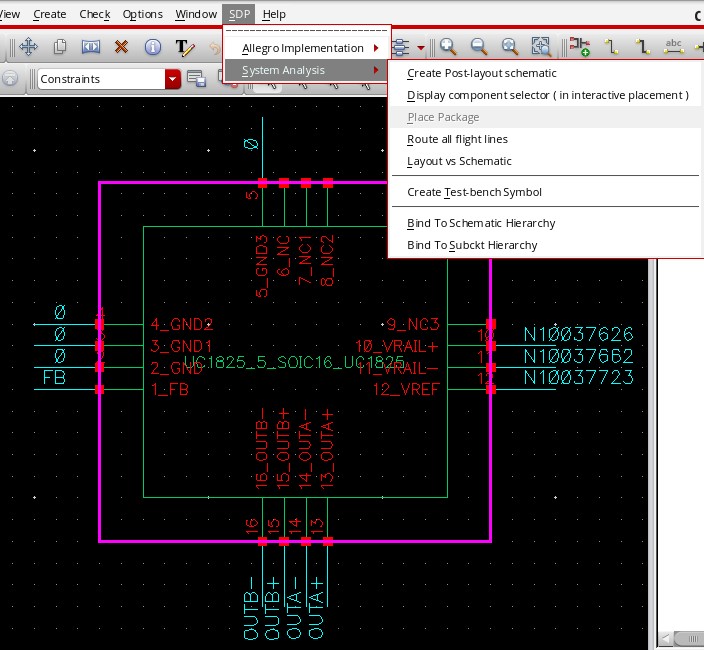 View Create Check Options Window SDP Help
Allegro Implementation
System Analysis
T
abc
Constraints
Create Post-layout schematic
Display component selector ( in interactive placement )
Place Package
Route all flight lines
Layout vs Schematic
Create Test-bench Symbol
Bind To Schematic Hierarchy
Bind To Subckt Hierarchy
0
5
5_GND3
6_NC
7_NC1
8_NC2
0 4_GND2 9_NC3
0 3_GND1 10_VRAIL+ N10037626
UC1825_5_SOIC16_UC1825
0 2_GND 11_VRAIL- N10037662
FB 1_FB 12_VREF N10037723
16_OUTB-
15_OUTB+
14_OUTA-
13_OUTA+
16
15
14
13
OUTB-
OUTB+
OUTA-
OUTA+